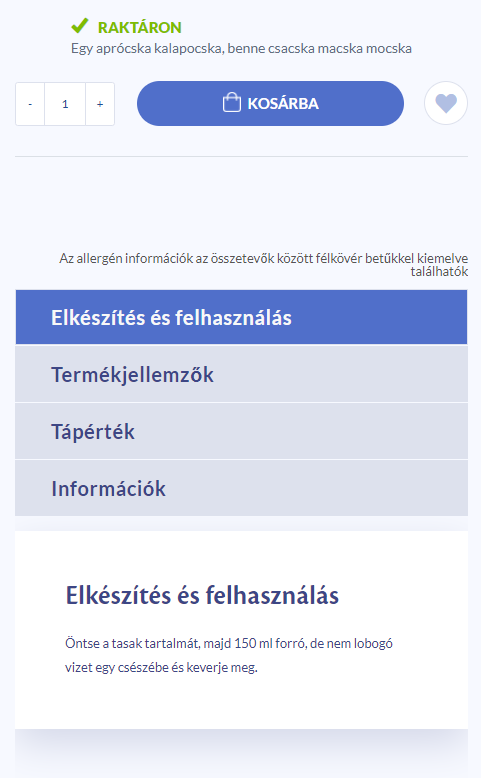 RAKTÁRON
Egy aprócska kalapocska, benne csacska macska mocska
- 1 + KOSÁRBA
Az allergén információk az összetevők között félkövér betűkkel kiemelve
találhatók
Elkészítés és felhasználás
Termékjellemzők
Tápérték
Információk
Elkészítés és felhasználás
Öntse a tasak tartalmát, majd 150 ml forró, de nem lobogó
vizet egy csészébe és keverje meg.